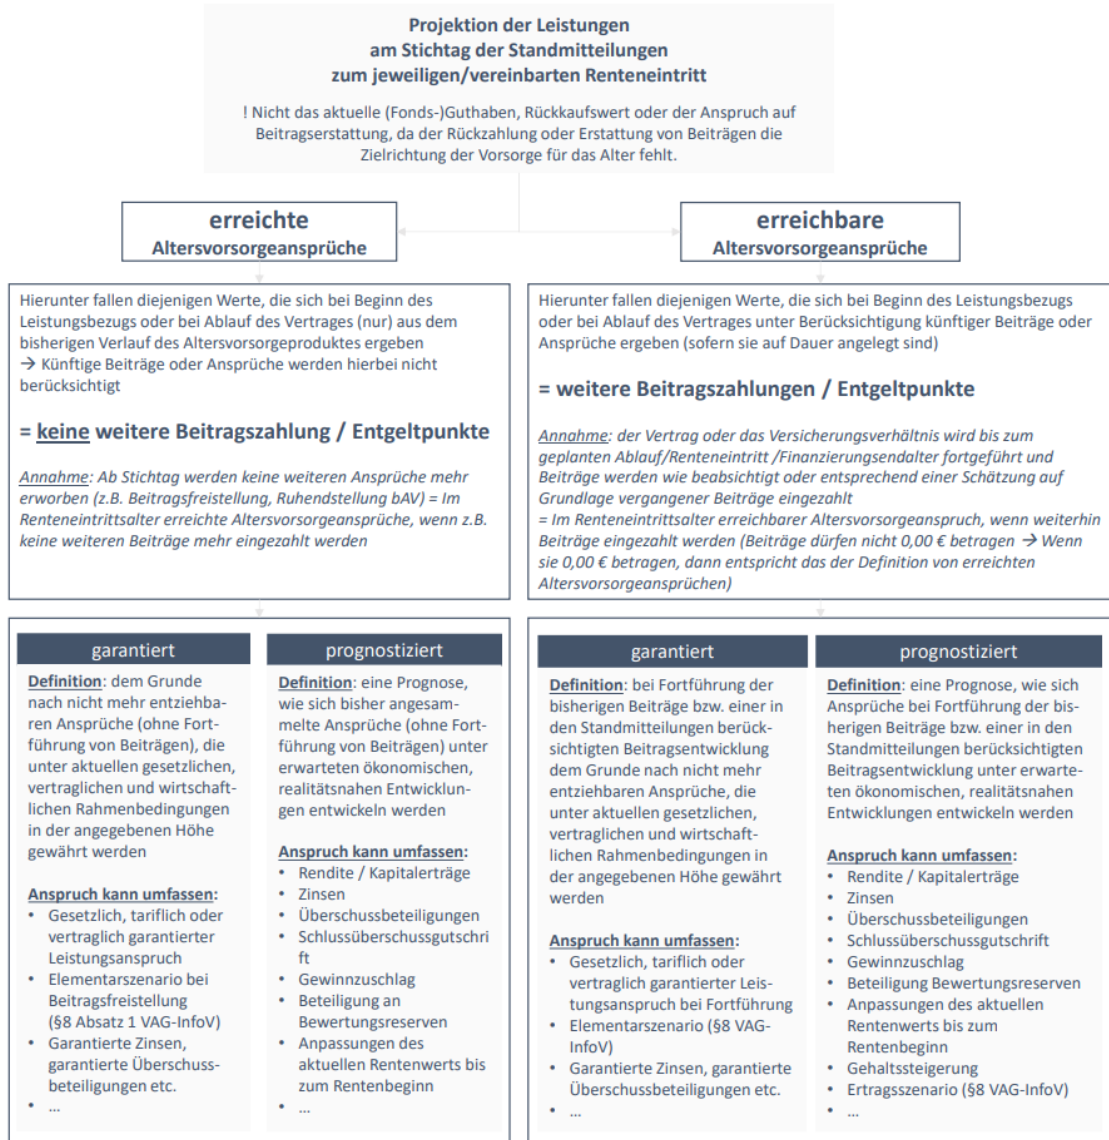 Projektion der Leistungen
am Stichtag der Standmitteilungen
zum jeweiligen/vereinbarten Renteneintritt
! Nicht das aktuelle (Fonds-)Guthaben, Rückkaufswert oder der Anspruch auf
Beitragserstattung, da der Rückzahlung oder Erstattung von Beiträgen die
Zielrichtung der Vorsorge für das Alter fehlt.
erreichte
Altersvorsorgeansprüche
Hierunter fallen diejenigen Werte, die sich bei Beginn des
Leistungsbezugs oder bei Ablauf des Vertrages (nur) aus dem
bisherigen Verlauf des Altersvorsorgeproduktes ergeben
→ Künftige Beiträge oder Ansprüche werden hierbei nicht
berücksichtigt
= keine weitere Beitragszahlung / Entgeltpunkte
Annahme: Ab Stichtag werden keine weiteren Ansprüche mehr
erworben (z.B. Beitragsfreistellung, Ruhendstellung bAV) = Im
Renteneintrittsalter erreichte Altersvorsorgeansprüche, wenn z.B.
keine weiteren Beiträge mehr eingezahlt werden
garantiert
Definition: dem Grunde
nach nicht mehr entziehba-
ren Ansprüche (ohne Fort-
führung von Beiträgen), die
unter aktuellen gesetzlichen,
vertraglichen und wirtschaft-
lichen Rahmenbedingungen
in der angegebenen Höhe
gewährt werden
Anspruch kann umfassen:
• Gesetzlich, tariflich oder
vertraglich garantierter
Leistungsanspruch
• Elementarszenario bei
Beitragsfreistellung
(§8 Absatz 1 VAG-InfoV)
• Garantierte Zinsen,
garantierte Überschuss-
beteiligungen etc.
• ...
prognostiziert
Definition: eine Prognose,
wie sich bisher angesam-
melte Ansprüche (ohne Fort-
führung von Beiträgen) unter
erwarteten ökonomischen,
realitätsnahen Entwicklun-
gen entwickeln werden
Anspruch kann umfassen:
• Rendite / Kapitalerträge
• Zinsen
• Überschussbeteiligungen
• Schlussüberschussgutschri
ft
• Gewinnzuschlag
• Beteiligung an
Bewertungsreserven
• Anpassungen des
aktuellen Rentenwerts bis
zum Rentenbeginn
• ...
erreichbare
Altersvorsorgeansprüche
Hierunter fallen diejenigen Werte, die sich bei Beginn des Leistungsbezugs
oder bei Ablauf des Vertrages unter Berücksichtigung künftiger Beiträge oder
Ansprüche ergeben (sofern sie auf Dauer angelegt sind)
= weitere Beitragszahlungen / Entgeltpunkte
Annahme: der Vertrag oder das Versicherungsverhältnis wird bis zum
geplanten Ablauf/Renteneintritt /Finanzierungsendalter fortgeführt und
Beiträge werden wie beabsichtigt oder entsprechend einer Schätzung auf
Grundlage vergangener Beiträge eingezahlt
= Im Renteneintrittsalter erreichbarer Altersvorsorgeanspruch, wenn weiterhin
Beiträge eingezahlt werden (Beiträge dürfen nicht 0,00 € betragen → Wenn
sie 0,00 € betragen, dann entspricht das der Definition von erreichten
Altersvorsorgeansprüchen)
garantiert
Definition: bei Fortführung der
bisherigen Beiträge bzw. einer in
den Standmitteilungen berück-
sichtigten Beitragsentwicklung
dem Grunde nach nicht mehr
entziehbaren Ansprüche, die
unter aktuellen gesetzlichen,
vertraglichen und wirtschaft-
lichen Rahmenbedingungen in
der angegebenen Höhe gewährt
werden
Anspruch kann umfassen:
• Gesetzlich, tariflich oder
vertraglich garantierter Leis-
tungsanspruch bei Fortführung
• Elementarszenario (§8 VAG-
InfoV)
• Garantierte Zinsen, garantierte
Überschussbeteiligungen etc.
• ...
prognostiziert
Definition: eine Prognose, wie sich
Ansprüche bei Fortführung der bis-
herigen Beiträge bzw. einer in den
Standmitteilungen berücksichtigten
Beitragsentwicklung unter erwarte-
ten ökonomischen, realitätsnahen
Entwicklungen entwickeln werden
Anspruch kann umfassen:
• Rendite / Kapitalerträge
• Zinsen
• Überschussbeteiligungen
• Schlussüberschussgutschrift
• Gewinnzuschlag
• Beteiligung Bewertungsreserven
• Anpassungen des aktuellen
Rentenwerts bis zum
Rentenbeginn
• Gehaltssteigerung
• Ertragsszenario (§8 VAG-InfoV)
• ...